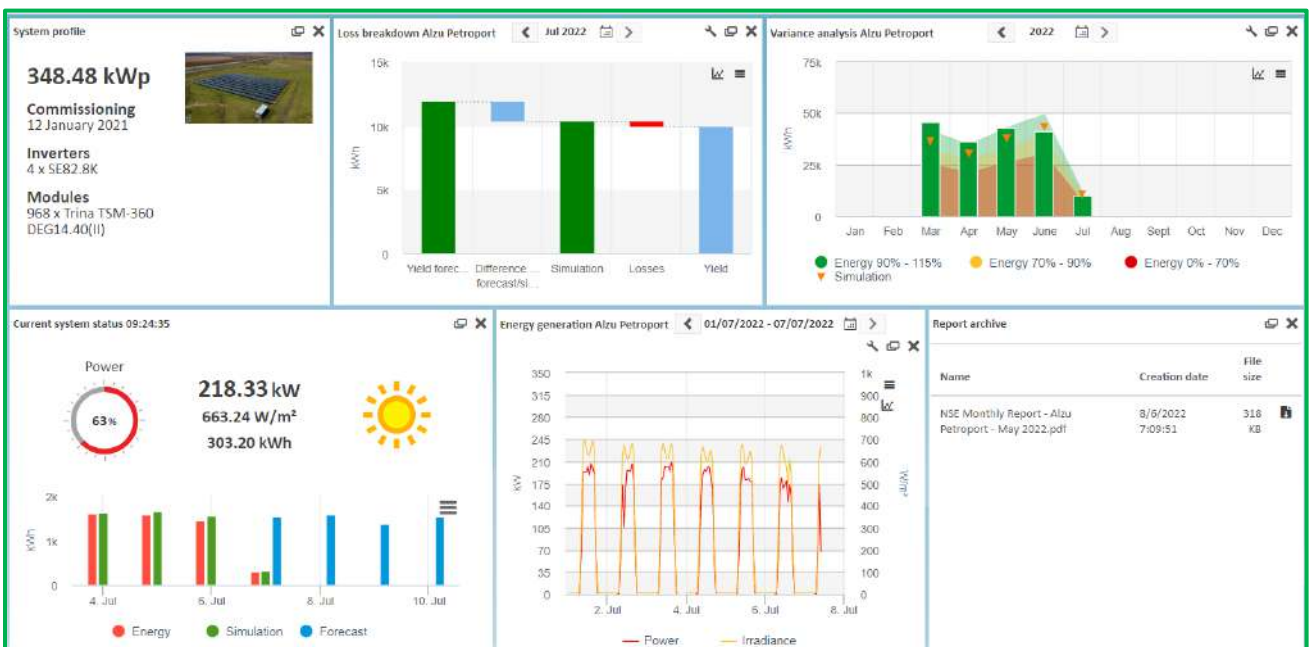 System profile
348.48 kWp
Commissioning
12 January 2021
Inverters
4 x SE82.8K
Modules
968 x Trina TSM-360
DEG14.40(II)
Loss breakdown Alzu Petroport
Jul 2022
15k
10k
5k
0
kWh
Yield forec...
Difference ...
forecast/si...
Simulation
Losses
Yield
Variance analysis Alzu Petroport
2022
75k
50k
25k
0
kWh
Jan Feb Mar Apr May June Jul Aug Sept Oct Nov Dec
Energy 90% - 115%
Energy 70% - 90%
Energy 0% - 70%
Simulation
Current system status 09:24:35
Power
63%
218.33 kW
663.24 W/m²
303.20 kWh
2k
1k
0
kWh
4. Jul 6. Jul 8. Jul 10. Jul
Energy Simulation Forecast
Energy generation Alzu Petroport
01/07/2022 - 07/07/2022
350
315
280
245
210
175
140
105
70
35
0
kW
1k
900
800
700
600
500
400
300
200
100
0
W/m²
2. Jul 4. Jul 6. Jul 8. Jul
Power Irradiance
Report archive
Name Creation date File
size
NSE Monthly Report - Alzu
Petroport - May 2022.pdf
8/6/2022
7:09:51
318
KB